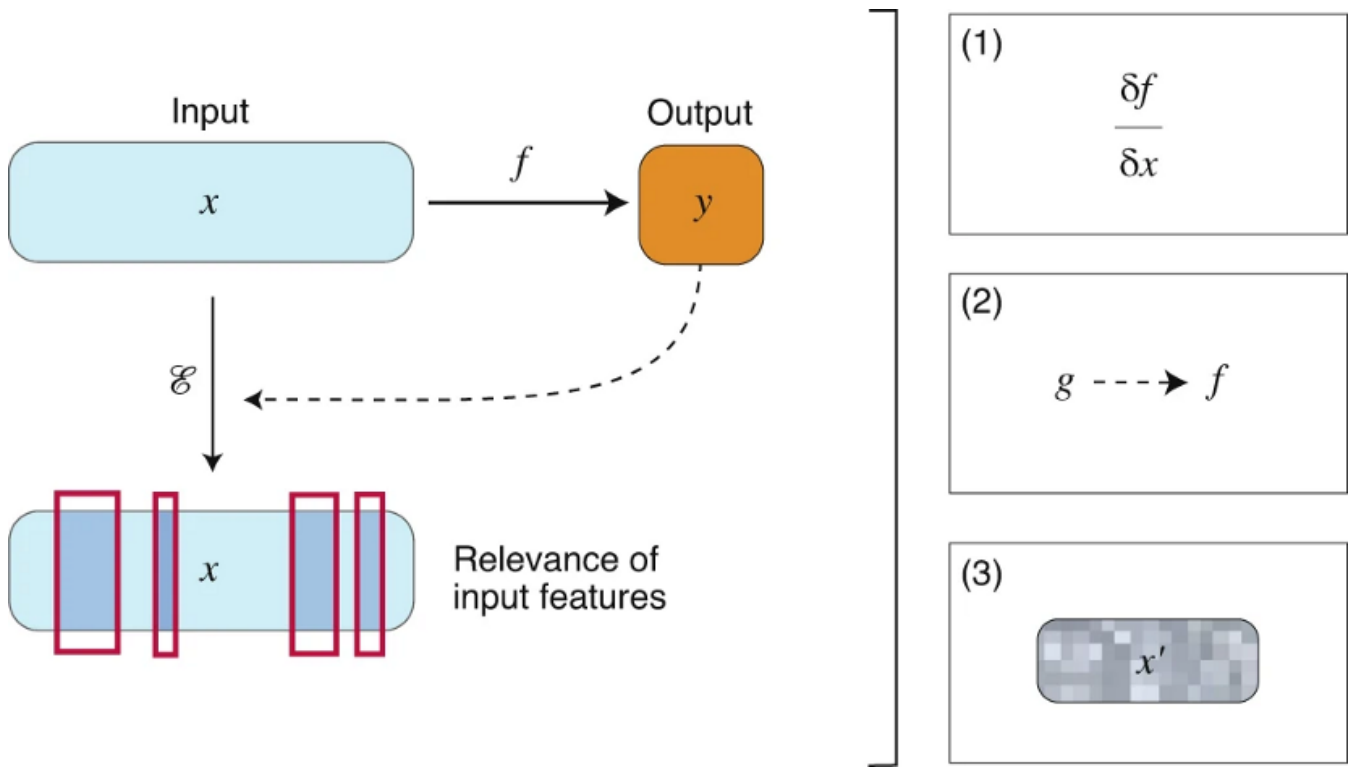 Input
Output
x
f
y
ℰ
x
Relevance of
input features
(1)
δf
δx
(2)
g
f
(3)
x′